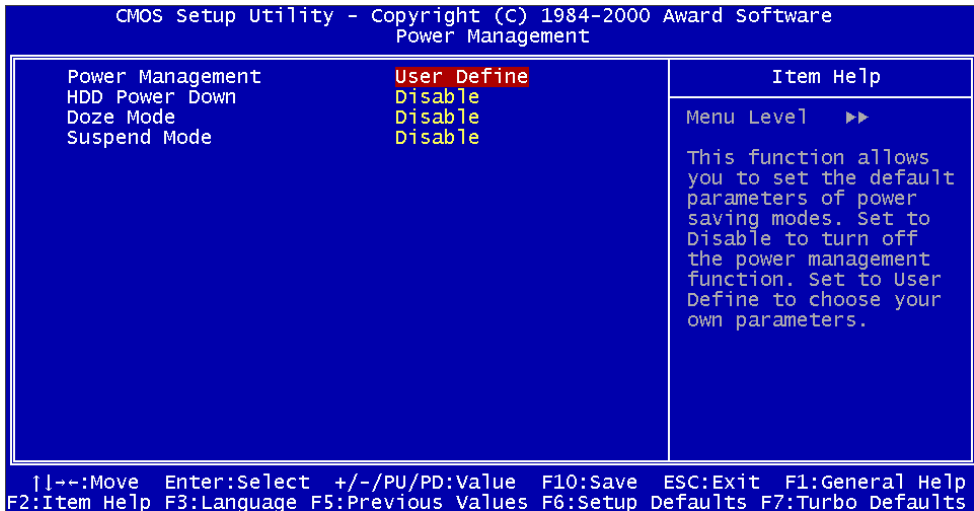 CMOS Setup Utility - Copyright (C) 1984-2000 Award Software
Power Management
Power Management User Define
HDD Power Down Disable
Doze Mode Disable
Suspend Mode Disable
Item Help
Menu Level ▶▶
This function allows
you to set the default
parameters of power
saving modes. Set to
Disable to turn off
the power management
function. Set to User
Define to choose your
own parameters.
↑↓→←:Move Enter:Select +/-/PU/PD:Value F10:Save ESC:Exit F1:General Help
F2:Item Help F3:Language F5:Previous Values F6:Setup Defaults F7:Turbo Defaults